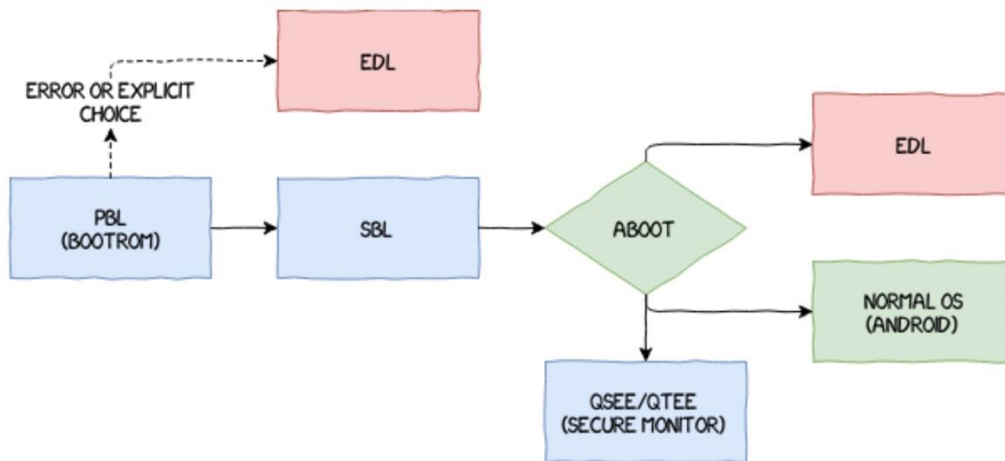 EDL
ERROR OR EXPLICIT
CHOICE
EDL
PBL
(BOOTROM)
SBL
ABOOT
NORMAL OS
(ANDROID)
QSEE/QTEE
(SECURE MONITOR)